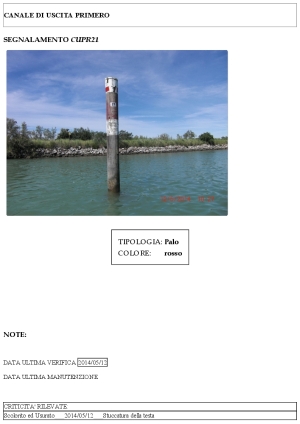 CANALE DI USCITA PRIMERO
SEGNALAMENTO CUPR21
TIPOLOGIA: Palo
COLORE: rosso
NOTE:
DATA ULTIMA VERIFICA 2014/05/12
DATA ULTIMA MANUTENZIONE
CRITICITA' RILEVATE
Scolorito ed Usurato 2014/05/12 Stuccatura della testa